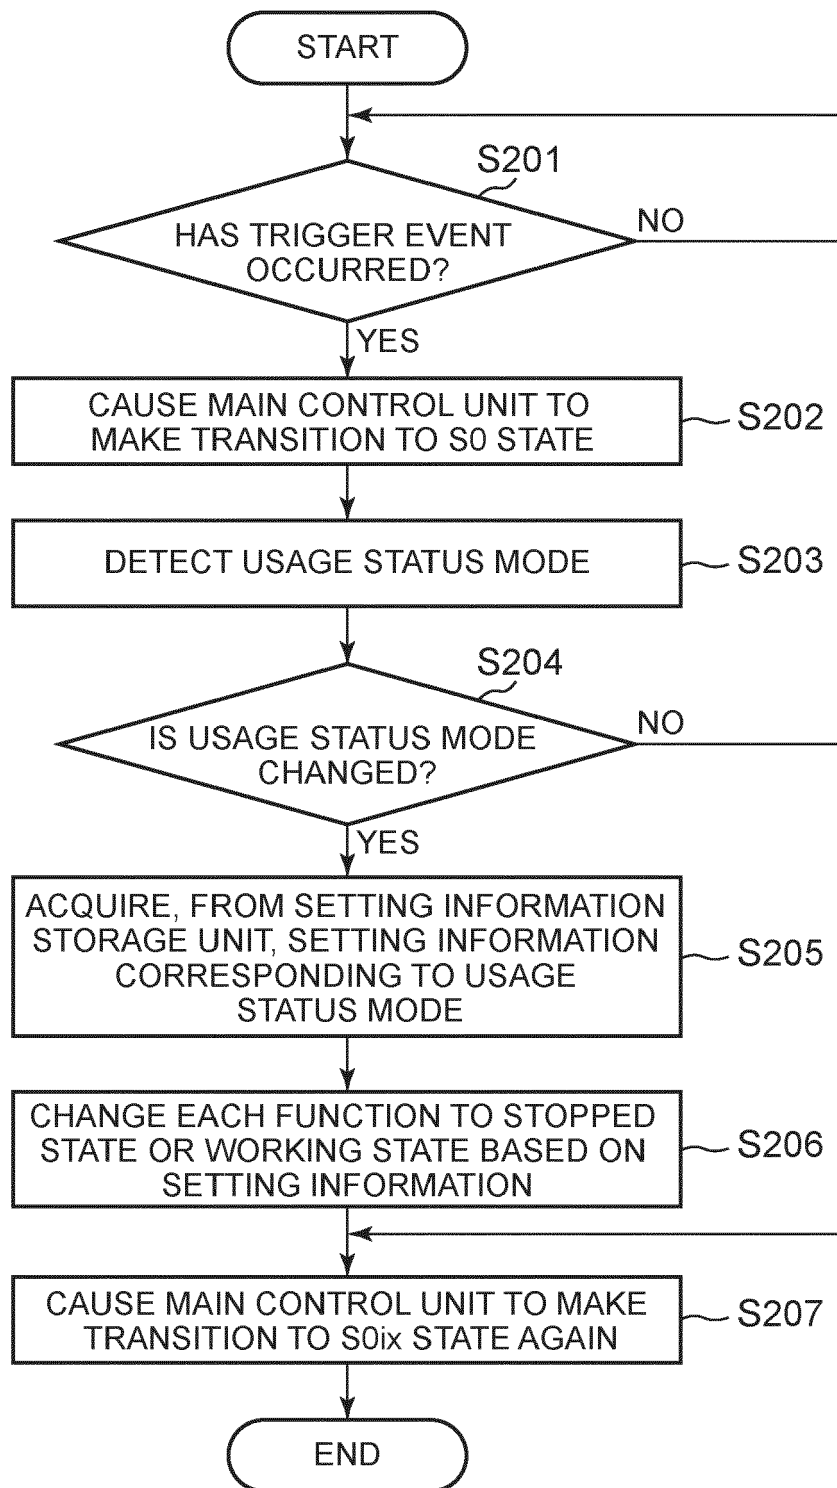 START
S201
HAS TRIGGER EVENT
OCCURRED?
NO
YES
CAUSE MAIN CONTROL UNIT TO
MAKE TRANSITION TO S0 STATE
S202
DETECT USAGE STATUS MODE
S203
S204
IS USAGE STATUS MODE
CHANGED?
NO
YES
ACQUIRE, FROM SETTING INFORMATION
STORAGE UNIT, SETTING INFORMATION
CORRESPONDING TO USAGE
STATUS MODE
S205
CHANGE EACH FUNCTION TO STOPPED
STATE OR WORKING STATE BASED ON
SETTING INFORMATION
S206
CAUSE MAIN CONTROL UNIT TO MAKE
TRANSITION TO S0ix STATE AGAIN
S207
END